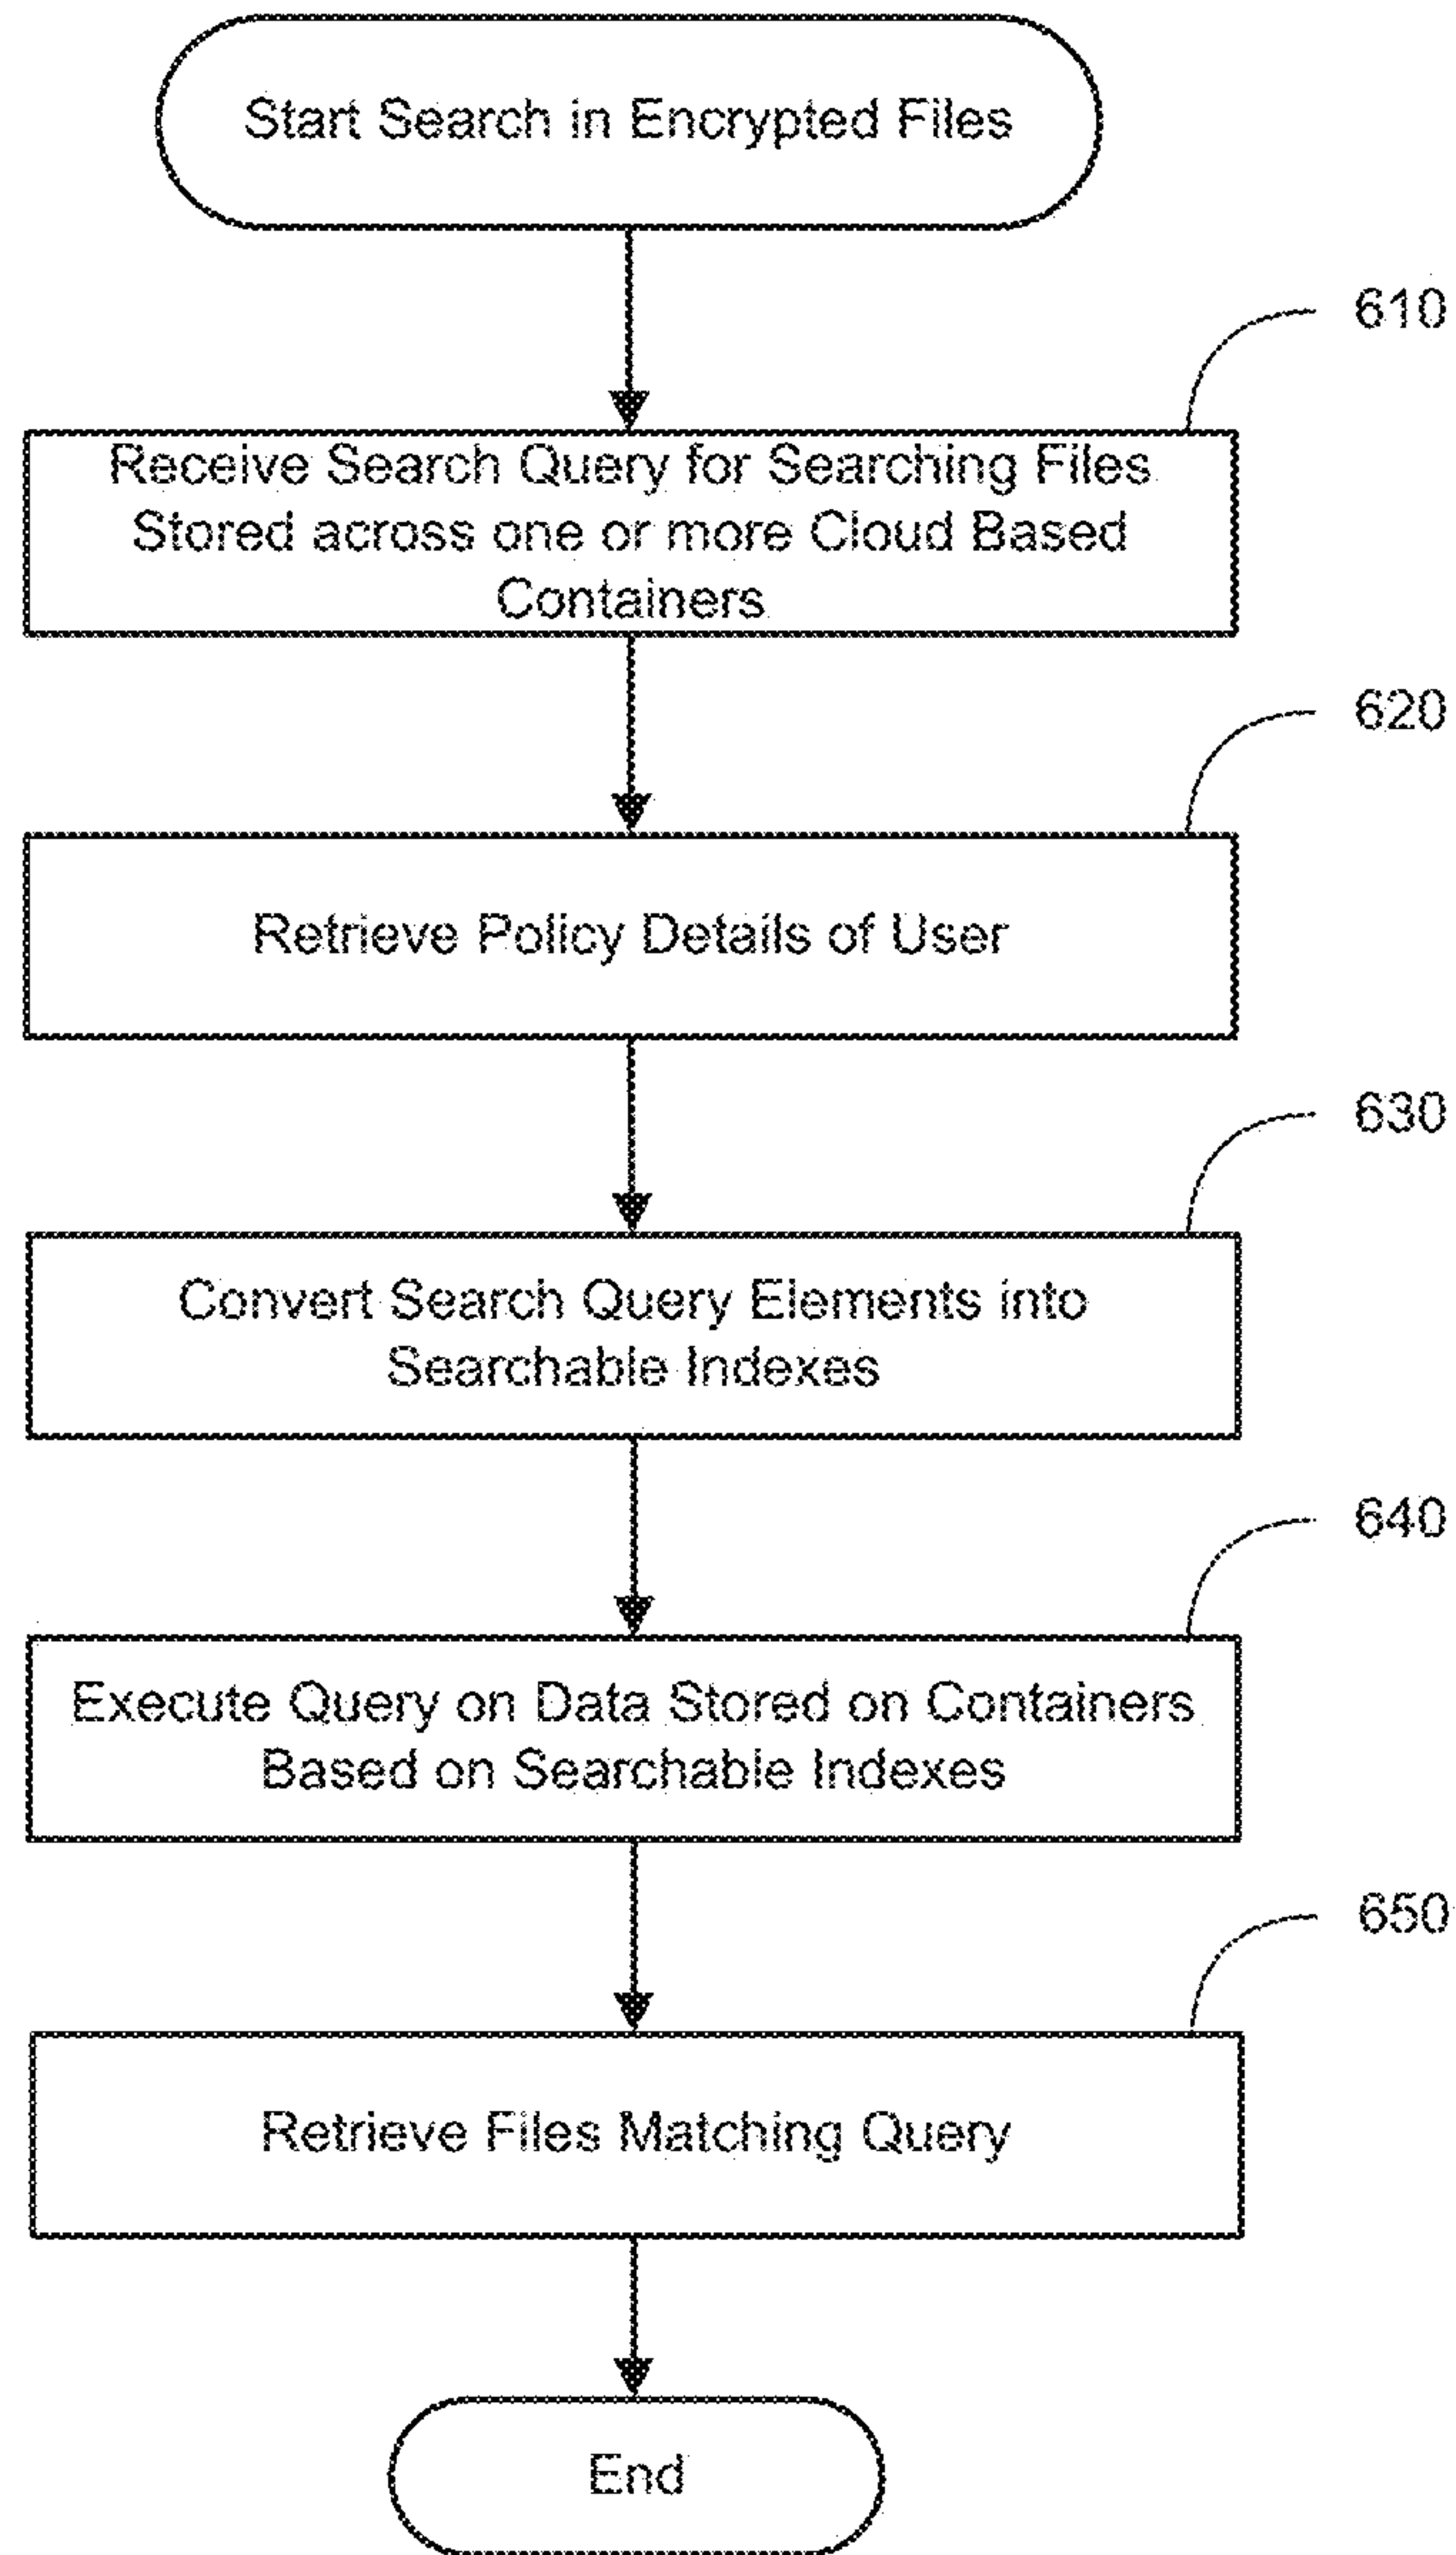 Start Search in Encrypted Files
610
Receive Search Query for Searching Files
Stored across one or more Cloud Based
Containers
620
Retrieve Policy Details of User
630
Convert Search Query Elements into
Searchable Indexes
640
Execute Query on Data Stored on Containers
Based on Searchable Indexes
650
Retrieve Files Matching Query
End